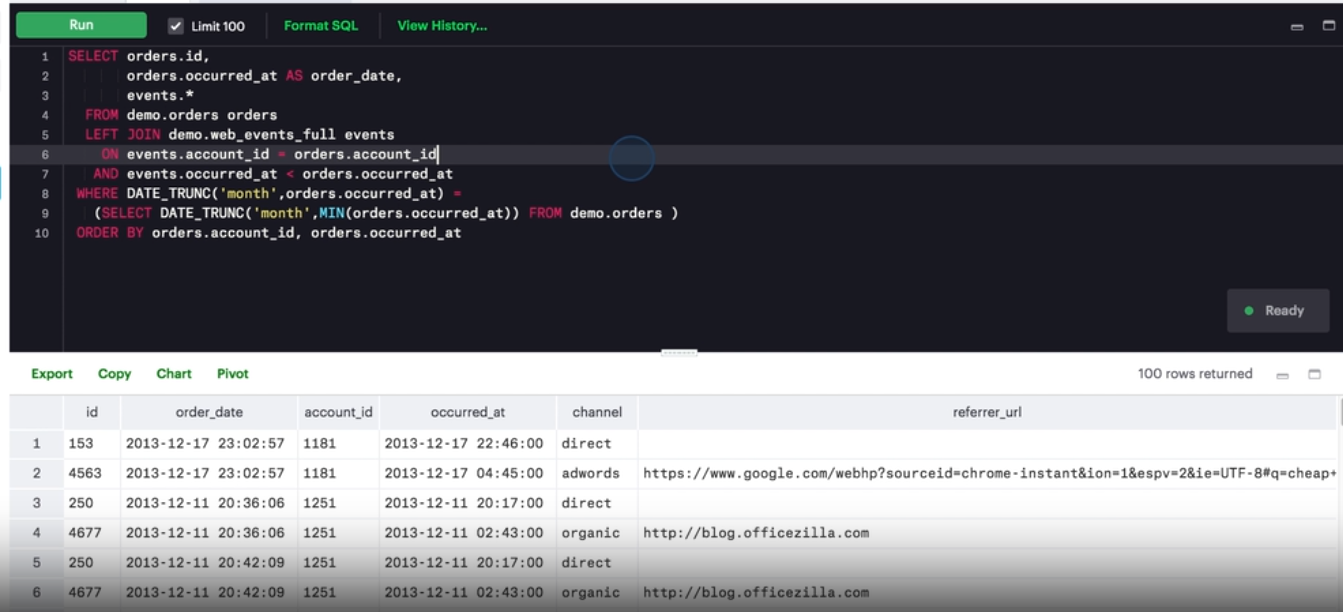 Run Limit 100 Format SQL View History...
1 SELECT orders.id,
2 orders.occurred_at AS order_date,
3 events.*
4 FROM demo.orders orders
5 LEFT JOIN demo.web_events_full events
6 ON events.account_id = orders.account_id
7 AND events.occurred_at < orders.occurred_at
8 WHERE DATE_TRUNC('month',orders.occurred_at) =
9 (SELECT DATE_TRUNC('month',MIN(orders.occurred_at)) FROM demo.orders )
10 ORDER BY orders.account_id, orders.occurred_at
Ready
Export Copy Chart Pivot 100 rows returned
id order_date account_id occurred_at channel referrer_url
1 153 2013-12-17 23:02:57 1181 2013-12-17 22:46:00 direct
2 4563 2013-12-17 23:02:57 1181 2013-12-17 04:45:00 adwords https://www.google.com/webhp?sourceid=chrome-instant&ion=1&espv=2&ie=UTF-8#q=cheap+
3 250 2013-12-11 20:36:06 1251 2013-12-11 20:17:00 direct
4 4677 2013-12-11 20:36:06 1251 2013-12-11 02:43:00 organic http://blog.officezilla.com
5 250 2013-12-11 20:42:09 1251 2013-12-11 20:17:00 direct
6 4677 2013-12-11 20:42:09 1251 2013-12-11 02:43:00 organic http://blog.officezilla.com